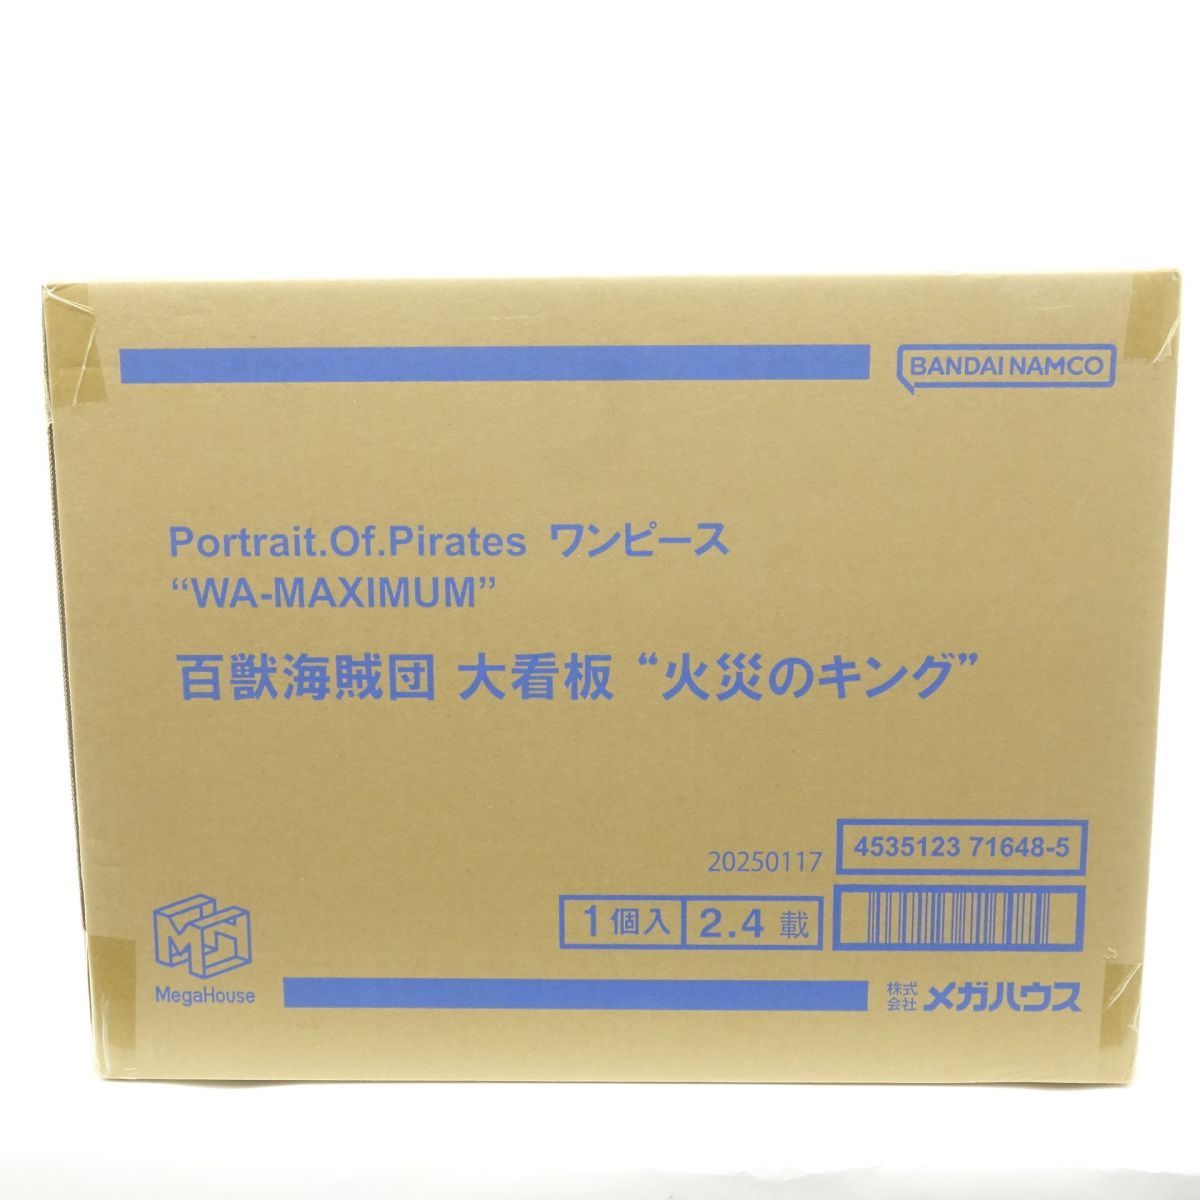 BANDAI NAMCO
Portrait.Of.Pirates ワンピース
“WA-MAXIMUM”
百獣海賊団 大看板 “火災のキング”
20250117
4535123 71648-5
1個入 2.4 載
MegaHouse
株式会社 メガハウス